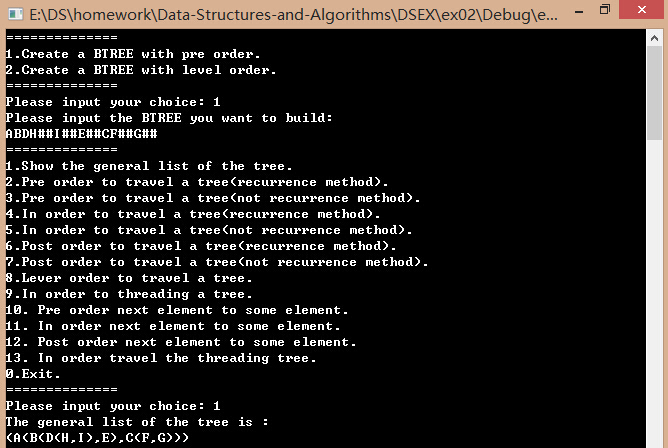 E:\DS\homework\Data-Structures-and-Algorithms\DSEX\ex02\Debug\e...
==============
1.Create a BTREE with pre order.
2.Create a BTREE with level order.
==============
Please input your choice: 1
Please input the BTREE you want to build:
ABDH##I##E##CF##G##
==============
1.Show the general list of the tree.
2.Pre order to travel a tree(recurrence method).
3.Pre order to travel a tree(not recurrence method).
4.In order to travel a tree(recurrence method).
5.In order to travel a tree(not recurrence method).
6.Post order to travel a tree(recurrence method).
7.Post order to travel a tree(not recurrence method).
8.Lever order to travel a tree.
9.In order to threading a tree.
10. Pre order next element to some element.
11. In order next element to some element.
12. Post order next element to some element.
13. In order travel the threading tree.
0.Exit.
==============
Please input your choice: 1
The general list of the tree is :
(A(B(D(H,I),E),C(F,G)))